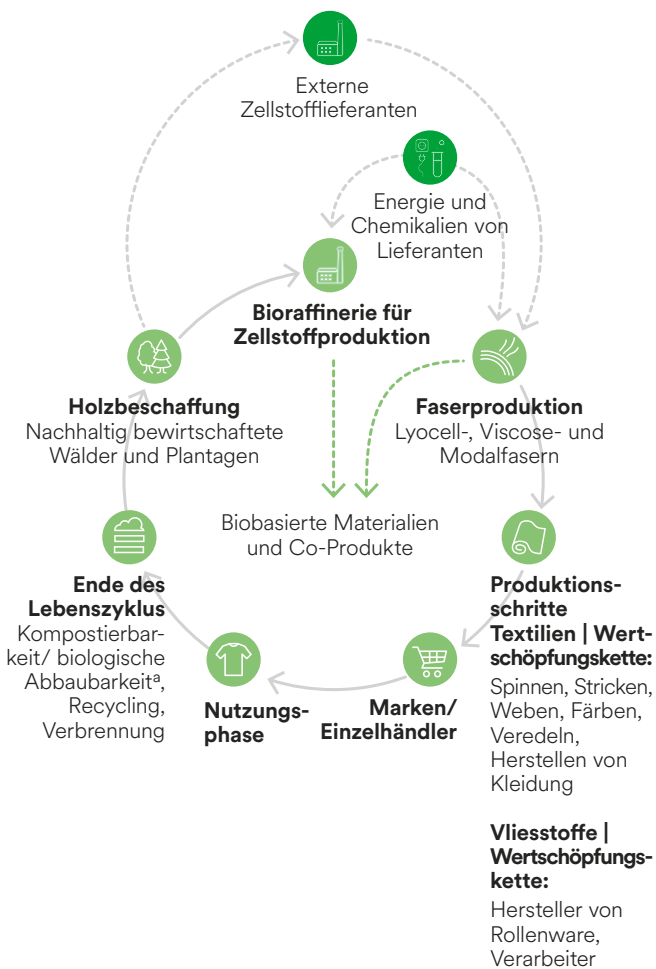 Externe
Zellstofflieferanten
Energie und
Chemikalien von
Lieferanten
Bioraffinerie für
Zellstoffproduktion
Holzbeschaffung
Nachhaltig bewirtschaftete
Wälder und Plantagen
Faserproduktion
Lyocell-, Viscose- und
Modalfasern
Biobasierte Materialien
und Co-Produkte
Ende des
Lebenszyklus
Kompostierbar-
keit/ biologische
Abbaubarkeitª,
Recycling,
Verbrennung
Nutzungs-
phase
Marken/
Einzelhändler
Produktions-
schritte
Textilien | Wert-
schöpfungskette:
Spinnen, Stricken,
Weben, Färben,
Veredeln,
Herstellen von
Kleidung
Vliesstoffe |
Wertschöpfungs-
kette:
Hersteller von
Rollenware,
Verarbeiter